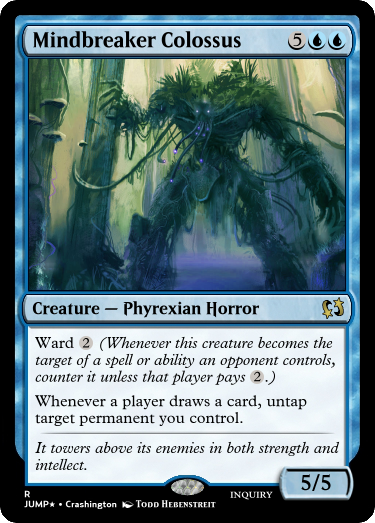 Mindbreaker Colossus 5
Creature — Phyrexian Horror
Ward 2 (Whenever this creature becomes the
target of a spell or ability an opponent controls,
counter it unless that player pays 2.)
Whenever a player draws a card, untap
target permanent you control.
It towers above its enemies in both strength and
intellect.
5/5
R INQUIRY
JUMP★ • Crashington Todd Hebenstreit